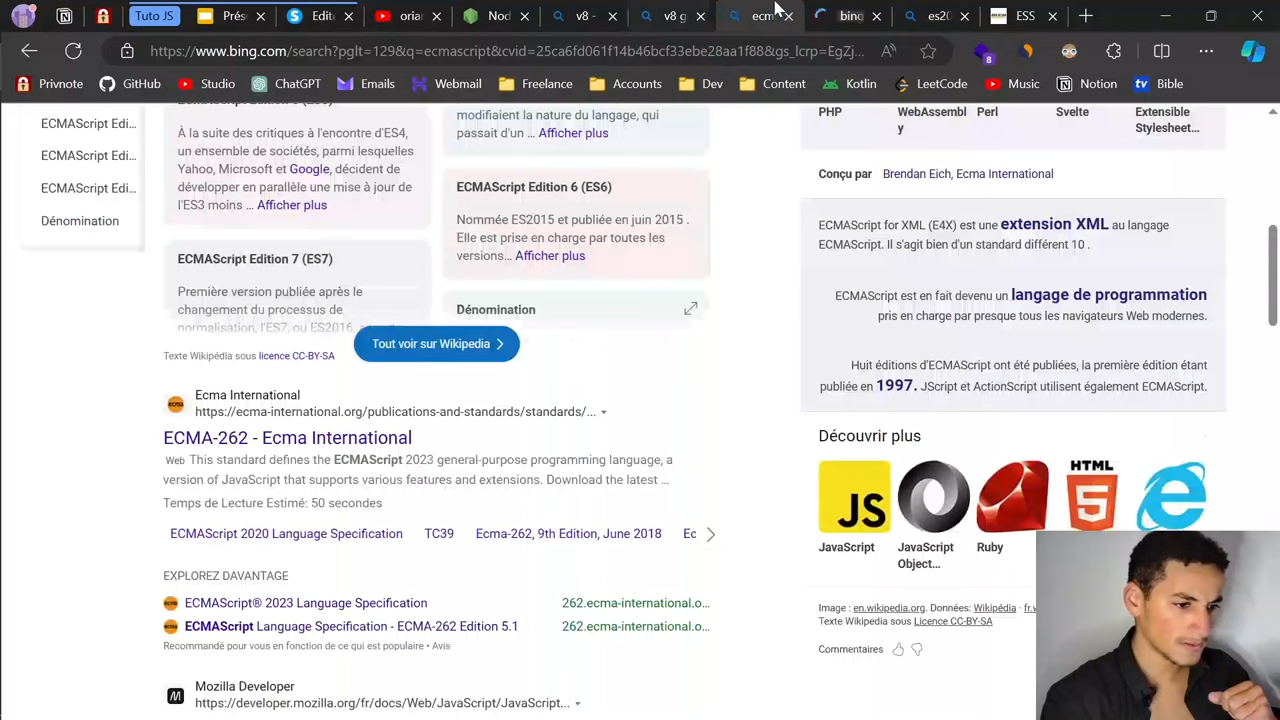 Tuto JS
Prés
Edite
oriar
Nod
v8 -
v8 g
ecm
bing
es20
ESS
https://www.bing.com/search?pglt=129&q=ecmascript&cvid=25ca6fd061f14b46bcf33ebe28aa1f88&gs_lcrp=EgZj...
8
Privnote
GitHub
Studio
ChatGPT
Emails
Webmail
Freelance
Accounts
Dev
Content
Kotlin
LeetCode
Music
Notion
Bible
ECMAScript Edi...
ECMAScript Edi...
ECMAScript Edi...
Dénomination
À la suite des critiques à l'encontre d'ES4,
un ensemble de sociétés, parmi lesquelles
Yahoo, Microsoft et Google, décident de
développer en parallèle une mise à jour de
l'ES3 moins ... Afficher plus
ECMAScript Edition 7 (ES7)
Première version publiée après le
changement du processus de
normalisation, l'ES7, ou ES2016,
modifiaient la nature du langage, qui
passait d'un ... Afficher plus
ECMAScript Edition 6 (ES6)
Nommée ES2015 et publiée en juin 2015 .
Elle est prise en charge par toutes les
versions... Afficher plus
Dénomination
Tout voir sur Wikipedia
Texte Wikipédia sous licence CC-BY-SA
Ecma International
https://ecma-international.org/publications-and-standards/standards/...
ECMA-262 - Ecma International
Web This standard defines the ECMAScript 2023 general-purpose programming language, a
version of JavaScript that supports various features and extensions. Download the latest ...
Temps de Lecture Estimé: 50 secondes
ECMAScript 2020 Language Specification
TC39
Ecma-262, 9th Edition, June 2018
Ec
EXPLOREZ DAVANTAGE
ECMAScript® 2023 Language Specification
262.ecma-international.o...
ECMAScript Language Specification - ECMA-262 Edition 5.1
262.ecma-international.o...
Recommandé pour vous en fonction de ce qui est populaire • Avis
Mozilla Developer
https://developer.mozilla.org/fr/docs/Web/JavaScript/JavaScript...
PHP
WebAssembl
y
Perl
Svelte
Extensible
Stylesheet...
Conçu par
Brendan Eich, Ecma International
ECMAScript for XML (E4X) est une extension XML au langage
ECMAScript. Il s'agit bien d'un standard différent 10 .
ECMAScript est en fait devenu un langage de programmation
pris en charge par presque tous les navigateurs Web modernes.
Huit éditions d'ECMAScript ont été publiées, la première édition étant
publiée en 1997. JScript et ActionScript utilisent également ECMAScript.
Découvrir plus
JS
HTML
5
JavaScript
JavaScript
Object...
Ruby
Image : en.wikipedia.org. Données: Wikipédia · fr.w
Texte Wikipedia sous Licence CC-BY-SA
Commentaires